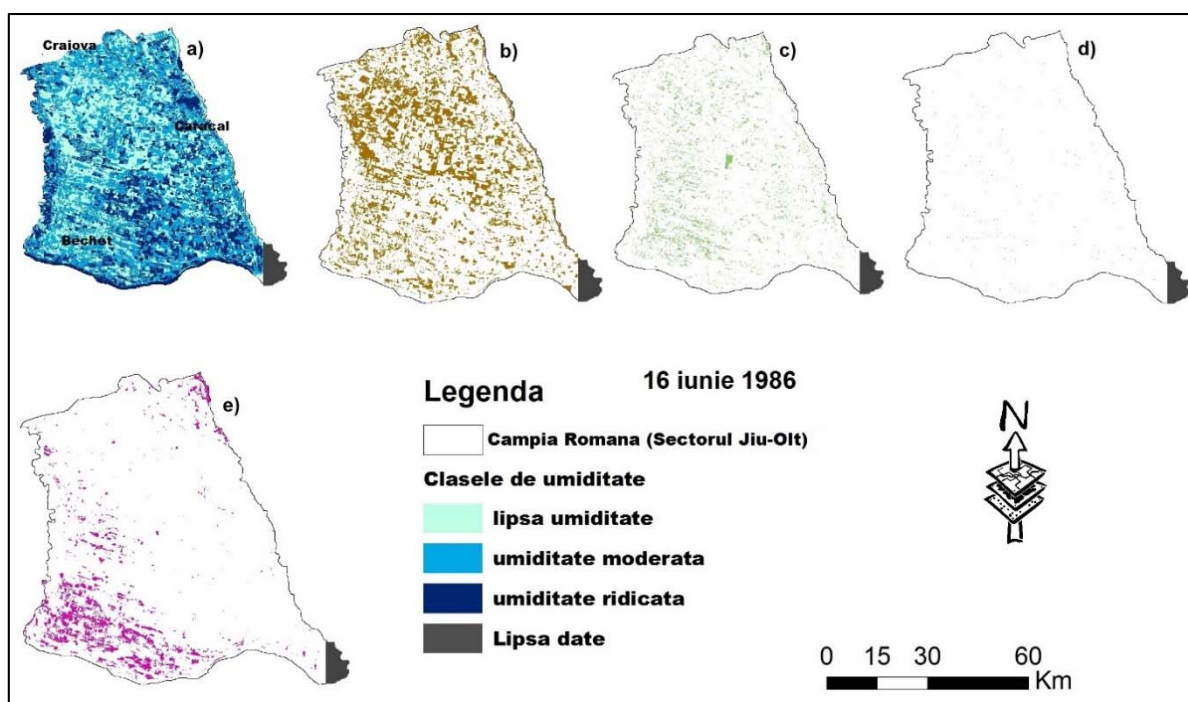 Craiova
a)
b)
c)
d)
Caracal
Bechet
e)
Legenda
16 iunie 1986
Campia Romana (Sectorul Jiu-Olt)
Clasele de umiditate
lipsa umiditate
umiditate moderata
umiditate ridicata
Lipsa date
N
0 15 30 60
Km